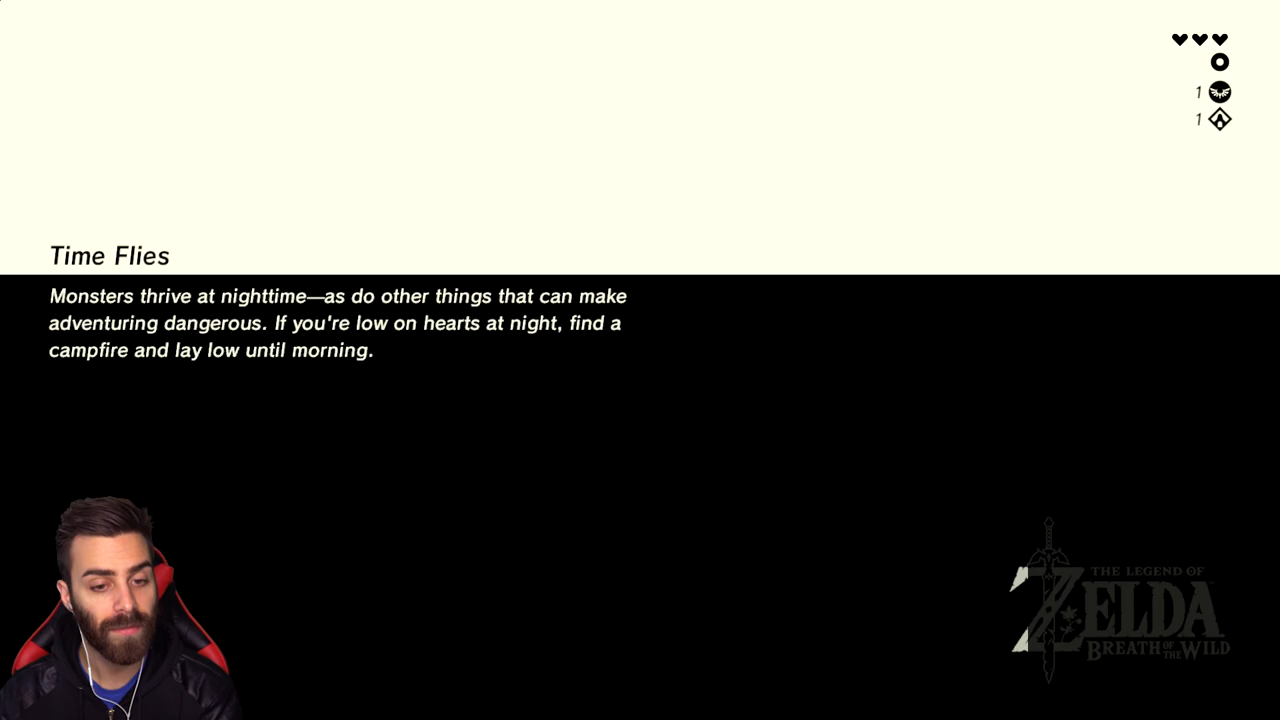 1
1
Time Flies
Monsters thrive at nighttime—as do other things that can make
adventuring dangerous. If you're low on hearts at night, find a
campfire and lay low until morning.
THE LEGEND OF
ZELDA
BREATH OF THE WILD